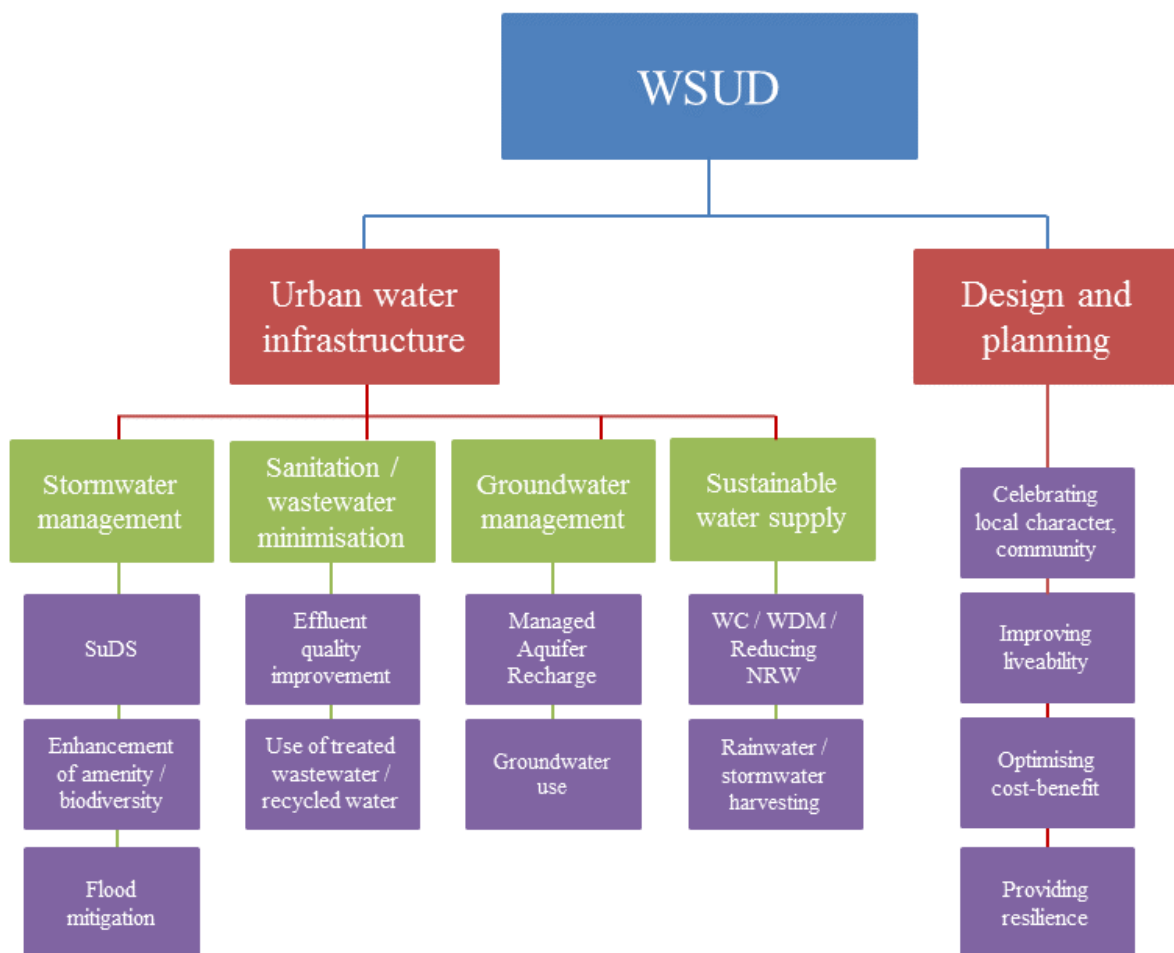 WSUD
Urban water
infrastructure
Design and
planning
Stormwater
management
Sanitation /
wastewater
minimisation
Groundwater
management
Sustainable
water supply
SuDS
Enhancement
of amenity /
biodiversity
Flood
mitigation
Effluent
quality
improvement
Use of treated
wastewater /
recycled water
Managed
Aquifer
Recharge
Groundwater
use
WC / WDM /
Reducing
NRW
Rainwater /
stormwater
harvesting
Celebrating
local character,
community
Improving
liveability
Optimising
cost-benefit
Providing
resilience